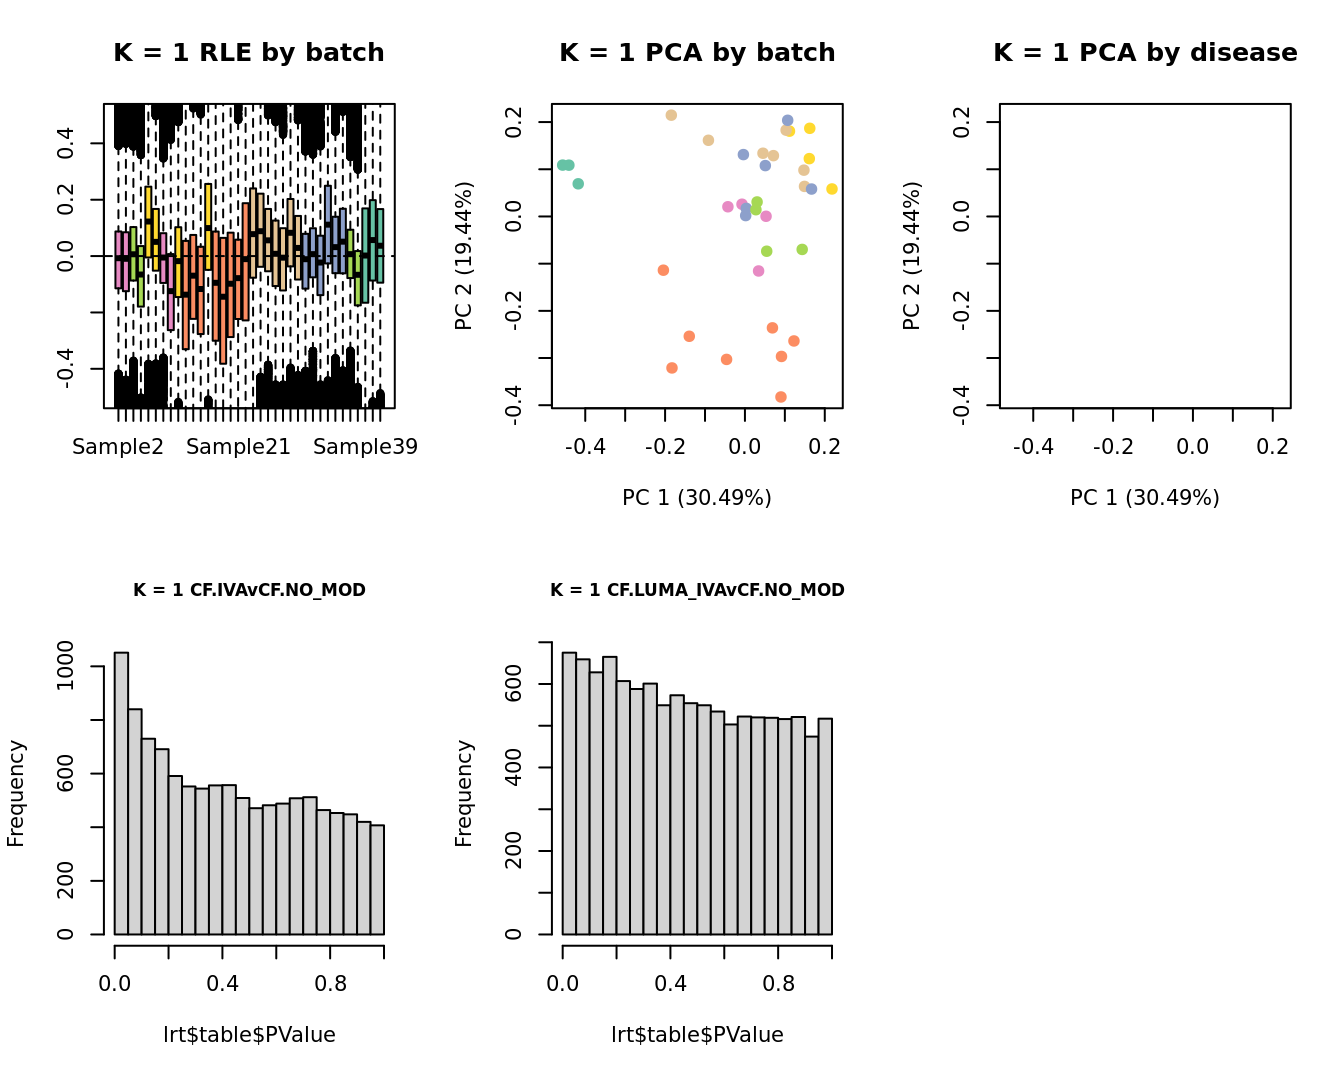 K = 1 RLE by batch
K = 1 PCA by batch
K = 1 PCA by disease
0.4
0.2
0.0
-0.4
Sample2
Sample21
Sample39
PC 2 (19.44%)
0.2
0.0
-0.2
-0.4
-0.4
-0.2
0.0
0.2
PC 1 (30.49%)
PC 2 (19.44%)
0.2
0.0
-0.2
-0.4
-0.4
-0.2
0.0
0.2
PC 1 (30.49%)
K = 1 CF.IVAvCF.NO_MOD
Frequency
1000
600
200
0
0.0
0.4
0.8
lrt$table$PValue
K = 1 CF.LUMA_IVAvCF.NO_MOD
Frequency
600
400
200
0
0.0
0.4
0.8
lrt$table$PValue